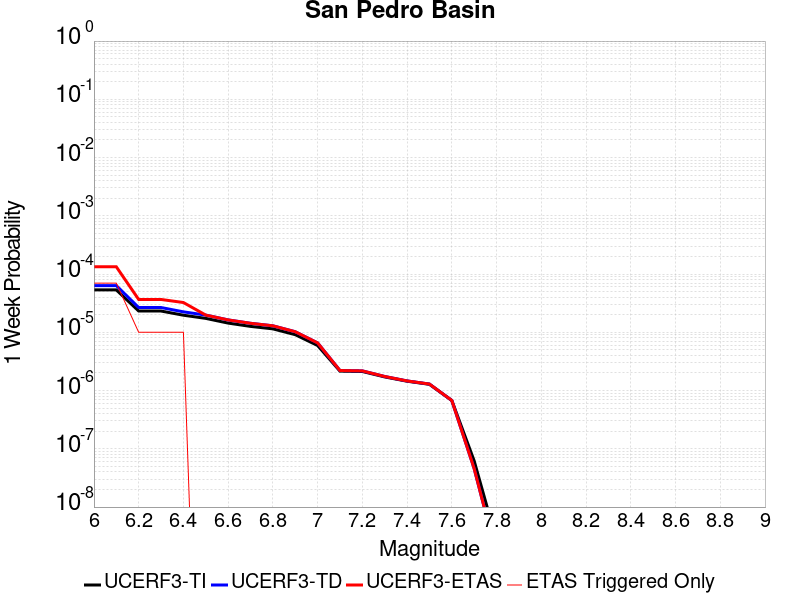 San Pedro Basin
10 0
10 -1
10 -2
10 -3
10 -4
10 -5
10 -6
10 -7
10 -8
1 Week Probability
6 6.2 6.4 6.6 6.8 7 7.2 7.4 7.6 7.8 8 8.2 8.4 8.6 8.8 9
Magnitude
UCERF3-TI UCERF3-TD UCERF3-ETAS ETAS Triggered Only